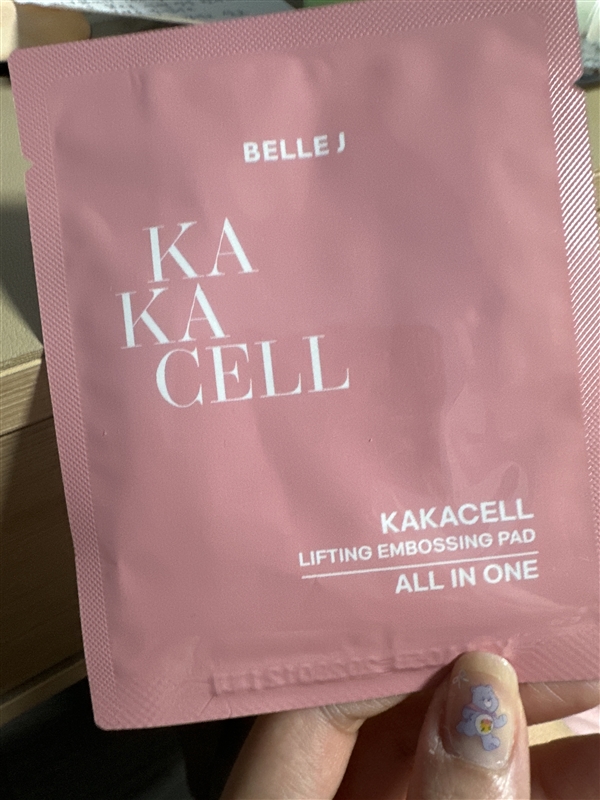 BELLE J
KA
KA
CELL
KAKACELL
LIFTING EMBOSSING PAD
ALL IN ONE